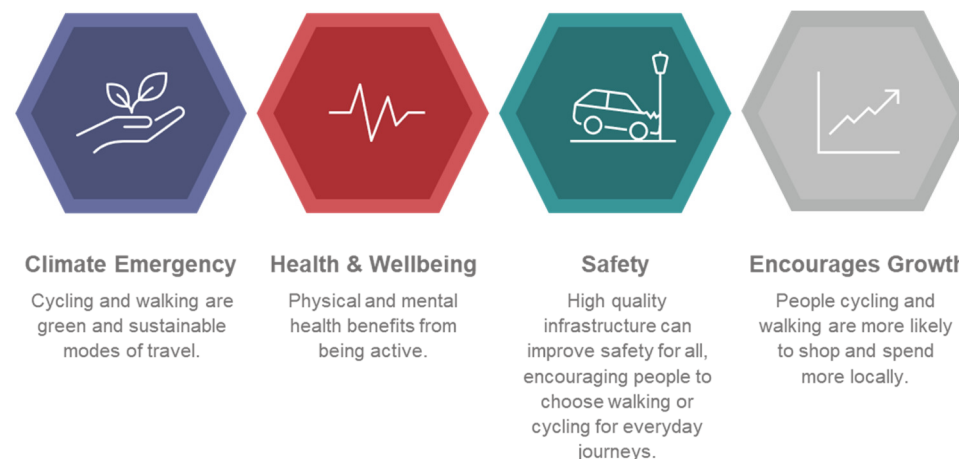 Climate Emergency
Cycling and walking are
green and sustainable
modes of travel.
Health & Wellbeing
Physical and mental
health benefits from
being active.
Safety
High quality
infrastructure can
improve safety for all,
encouraging people to
choose walking or
cycling for everyday
journeys.
Encourages Growth
People cycling and
walking are more likely
to shop and spend
more locally.